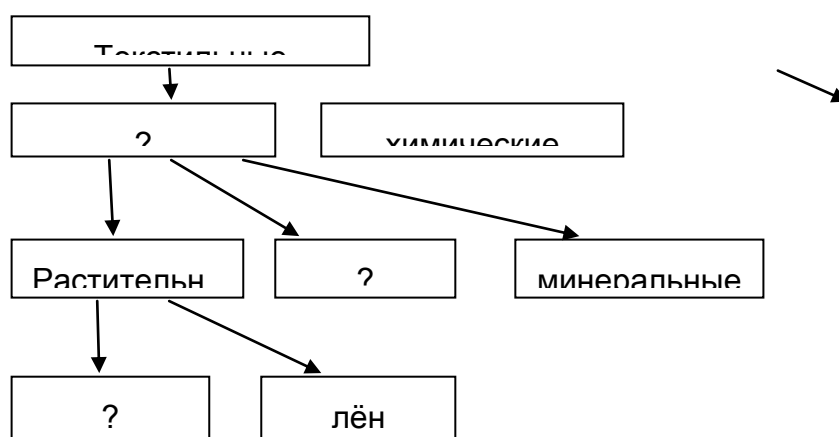 Текстильные
? химические
Растительн ? минеральные
? лён